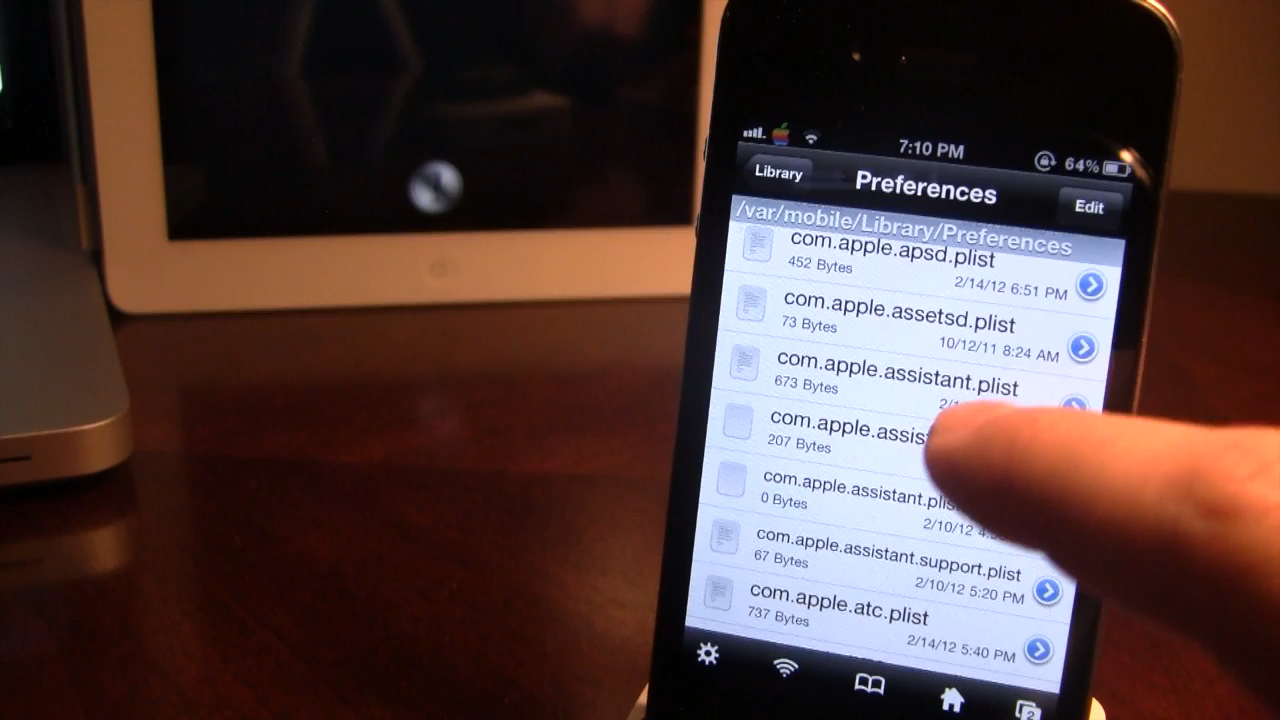 7:10 PM
64%
Library
Preferences
Edit
/var/mobile/Library/Preferences
com.apple.apsd.plist
452 Bytes
2/14/12 6:51 PM
com.apple.assetsd.plist
73 Bytes
10/12/11 8:24 AM
com.apple.assistant.plist
673 Bytes
com.apple.assis
207 Bytes
com.apple.assistant.plis
0 Bytes
2/10/12
com.apple.assistant.support.plist
67 Bytes
2/10/12 5:20 PM
com.apple.atc.plist
737 Bytes
2/14/12 5:40 PM
2